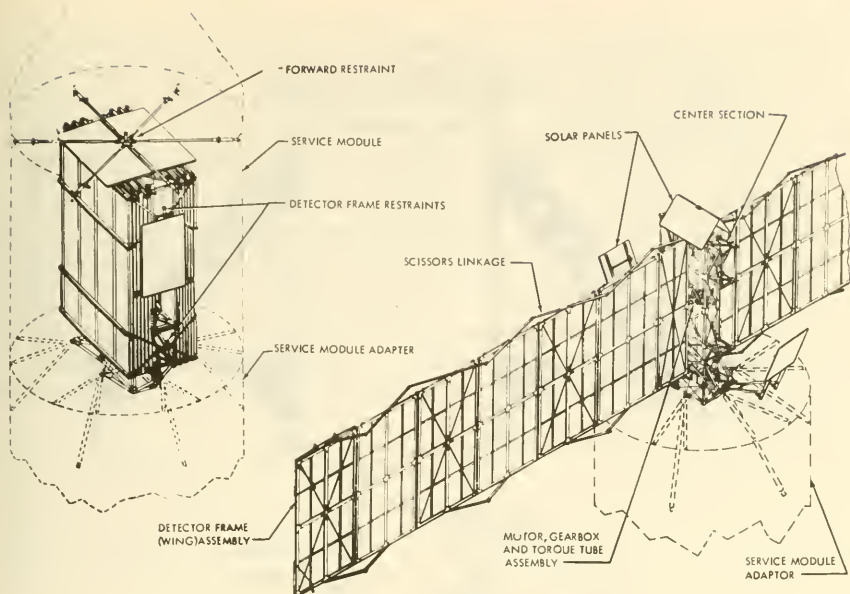 FORWARD RESTRAINT
SERVICE MODULE
DETECTOR FRAME RESTRAINTS
SERVICE MODULE ADAPTER
CENTER SECTION
SOLAR PANELS
SCISSORS LINKAGE
DETECTOR FRAME
(WING) ASSEMBLY
MOTOR, GEARBOX
AND TORQUE TUBE
ASSEMBLY
SERVICE MODULE
ADAPTOR